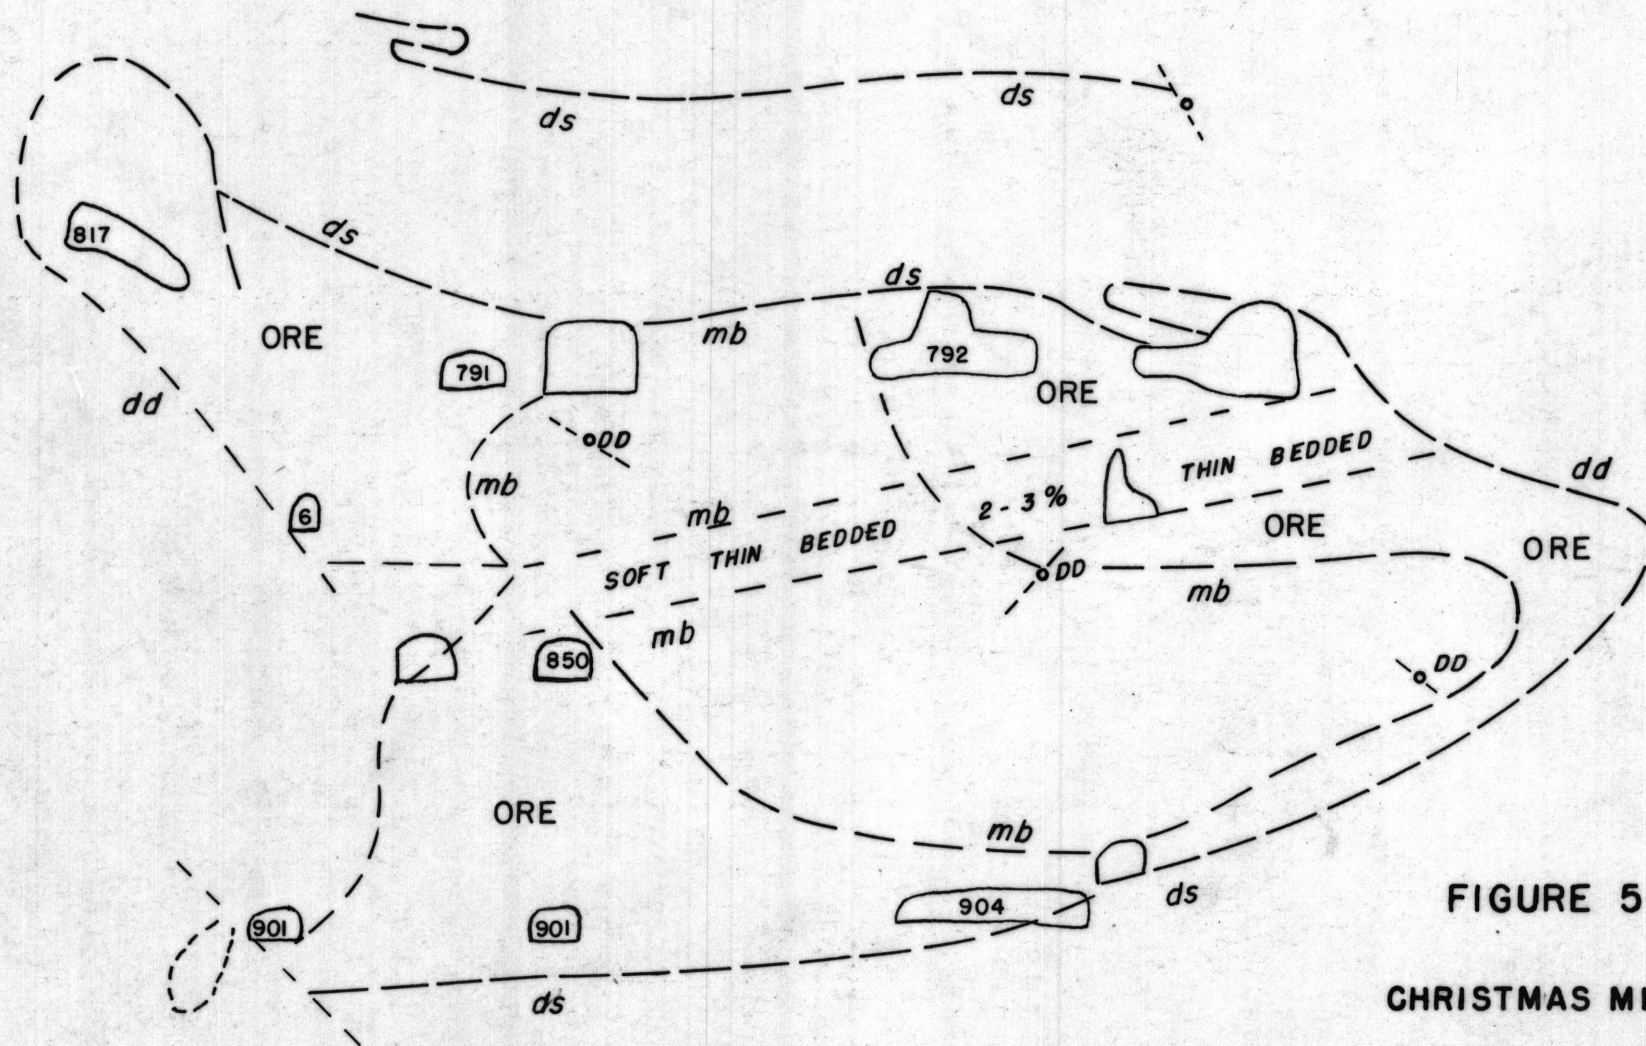 ds
ds
817
ds
ds
ORE
mb
791
792
ORE
dd
DD
THIN BEDDED
dd
mb
2-3%
6
mb
ORE
ORE
SOFT THIN BEDDED
DD
mb
mb
850
DD
ORE
mb
ds
904
FIGURE 5
901
901
ds
CHRISTMAS MI